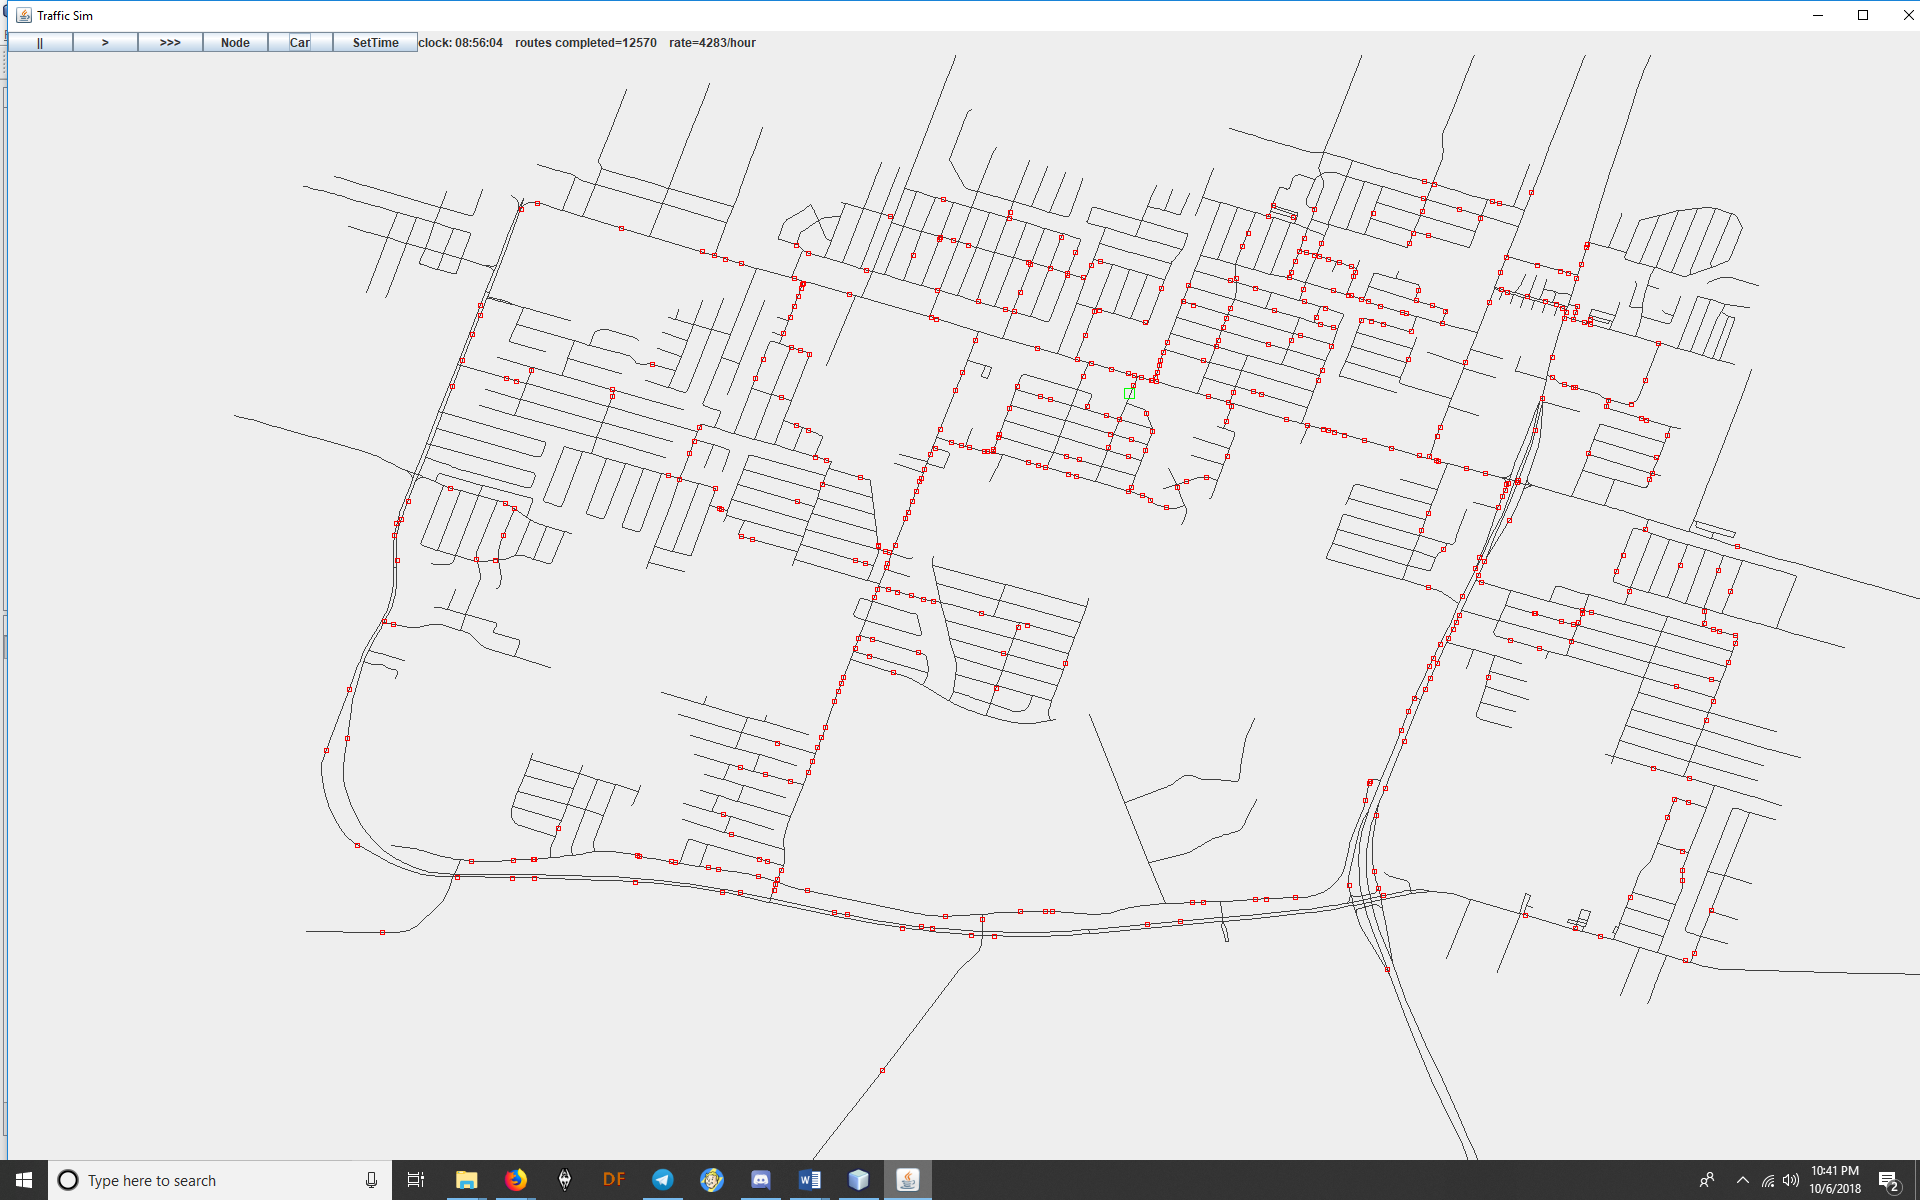 Traffic Sim
|| > >>> Node Car SetTime clock: 08:56:04 routes completed=12570 rate=4283/hour
Type here to search
DF
W
10:41 PM
10/6/2018
2